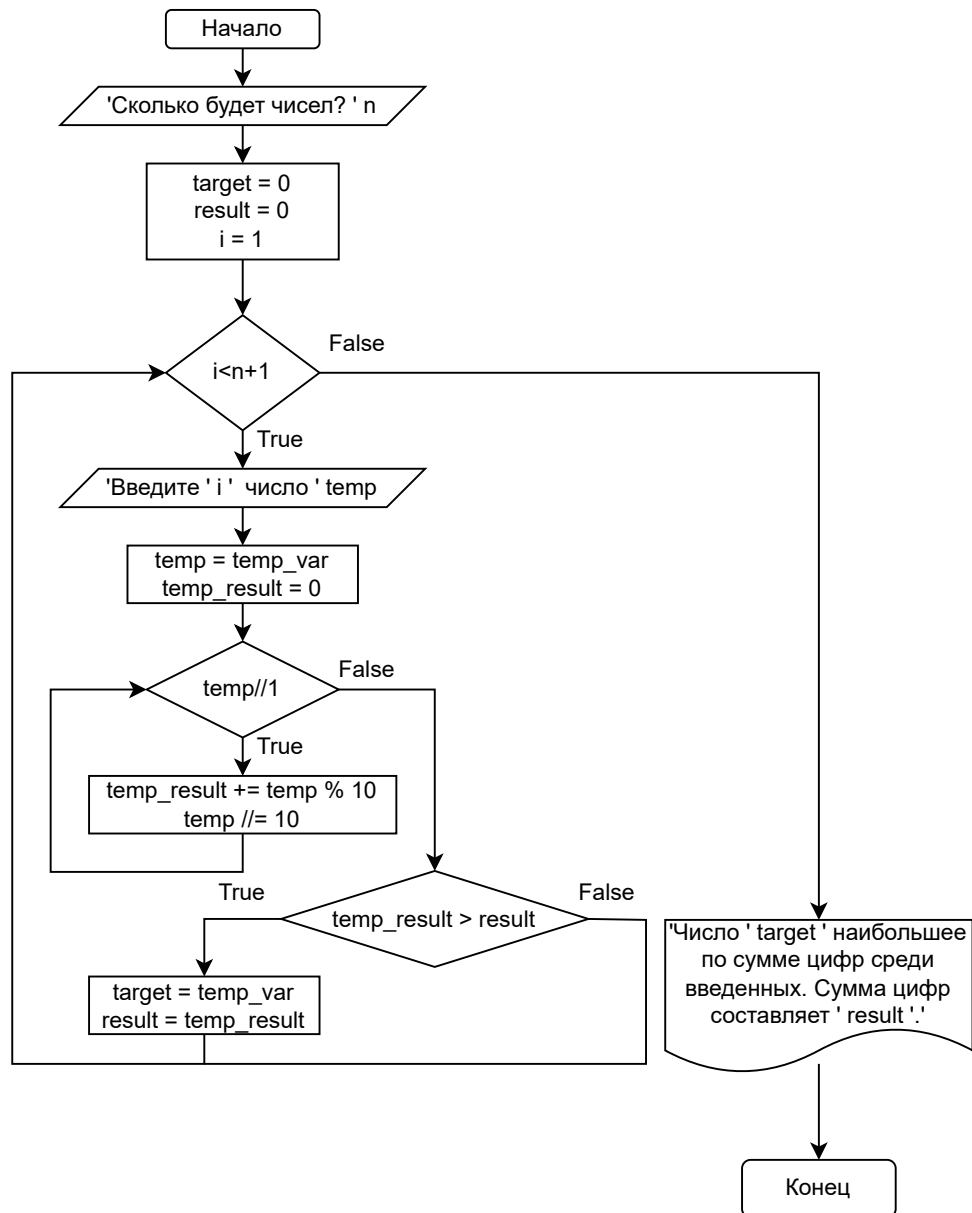 Начало
'Сколько будет чисел? ' n
target = 0
result = 0
i = 1
False
i<n+1
True
'Введите ' i '  число ' temp
temp = temp_var
temp_result = 0
False
temp//1
True
temp_result += temp % 10
temp //= 10
True
False
temp_result > result
target = temp_var
result = temp_result
'Число ' target ' наибольшее
по сумме цифр среди
введенных. Сумма цифр
составляет ' result '.'
Конец